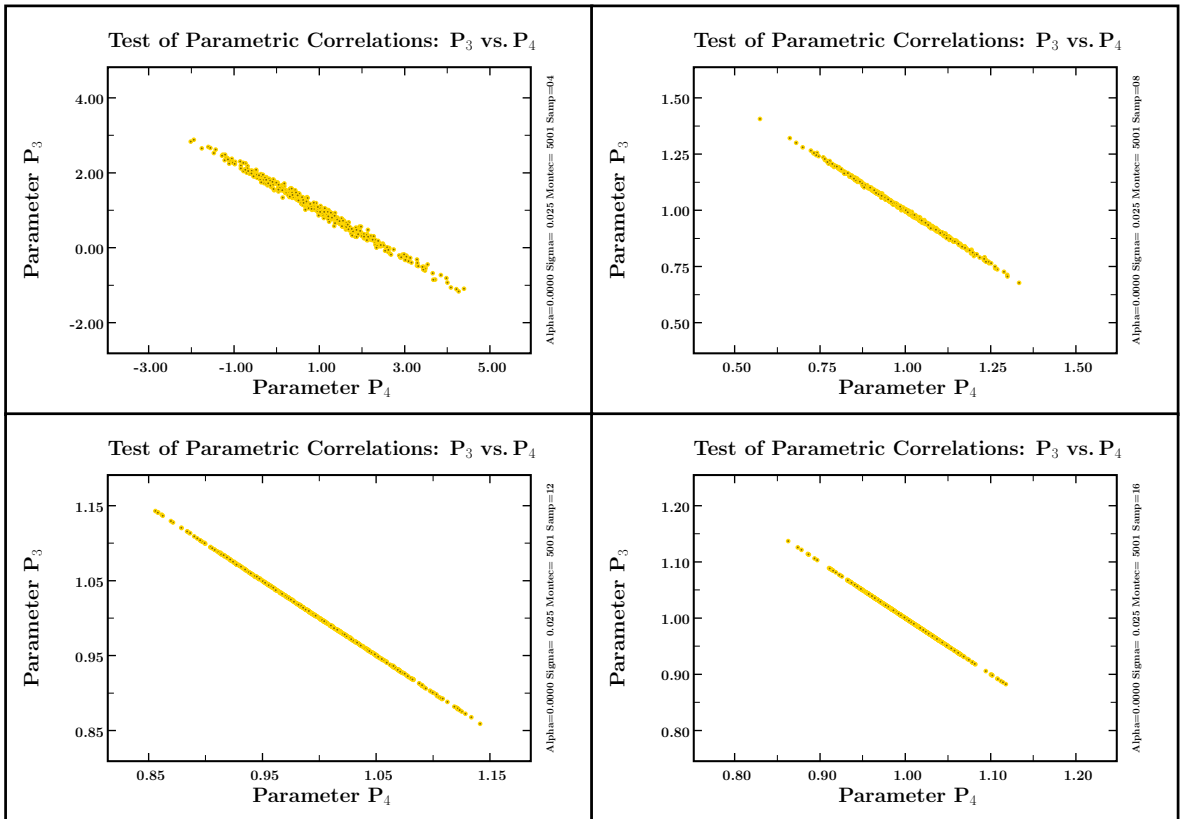 Test of Parametric Correlations: P₃ vs. P₄
Parameter P₃
4.00
2.00
0.00
-2.00
-3.00 -1.00 1.00 3.00 5.00
Parameter P₄
Alpha=0.0000 Sigma= 0.025 Montec= 5001 Samp=04
Test of Parametric Correlations: P₃ vs. P₄
Parameter P₃
1.50
1.25
1.00
0.75
0.50
0.50 0.75 1.00 1.25 1.50
Parameter P₄
Alpha=0.0000 Sigma= 0.025 Montec= 5001 Samp=08
Test of Parametric Correlations: P₃ vs. P₄
Parameter P₃
1.15
1.05
0.95
0.85
0.85 0.95 1.05 1.15
Parameter P₄
Alpha=0.0000 Sigma= 0.025 Montec= 5001 Samp=12
Test of Parametric Correlations: P₃ vs. P₄
Parameter P₃
1.20
1.10
1.00
0.90
0.80
0.80 0.90 1.00 1.10 1.20
Parameter P₄
Alpha=0.0000 Sigma= 0.025 Montec= 5001 Samp=16